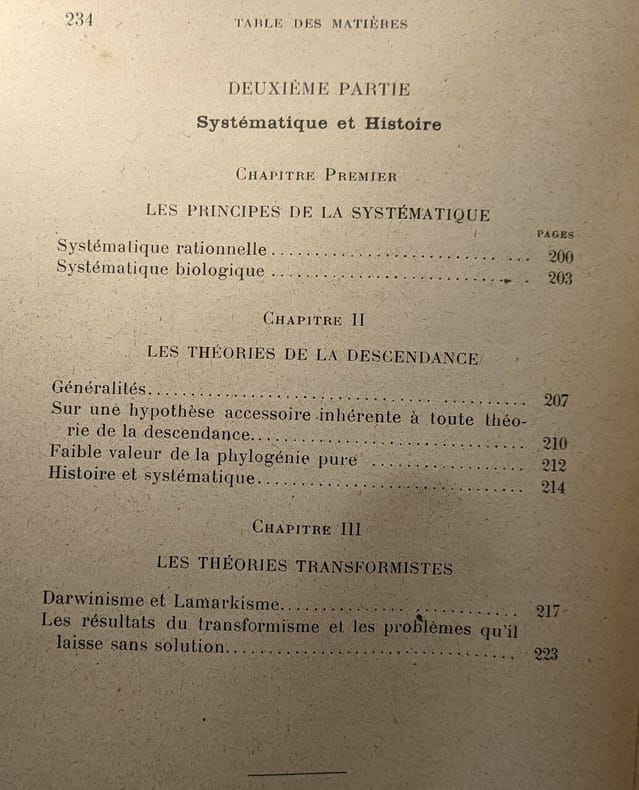 234
TABLE DES MATIÈRES
DEUXIÈME PARTIE
Systématique et Histoire
CHAPITRE PREMIER
LES PRINCIPES DE LA SYSTÉMATIQUE
PAGES
Systématique rationnelle........................... 200
Systématique biologique ........................... 203
CHAPITRE II
LES THÉORIES DE LA DESCENDANCE
Généralités........................................ 207
Sur une hypothèse accessoire inhérente à toute théo-
rie de la descendance.............................. 210
Faible valeur de la phylogénie pure ............... 212
Histoire et systématique........................... 214
CHAPITRE III
LES THÉORIES TRANSFORMISTES
Darwinisme et Lamarkisme........................... 217
Les résultats du transformisme et les problèmes qu'il
laisse sans solution............................... 223